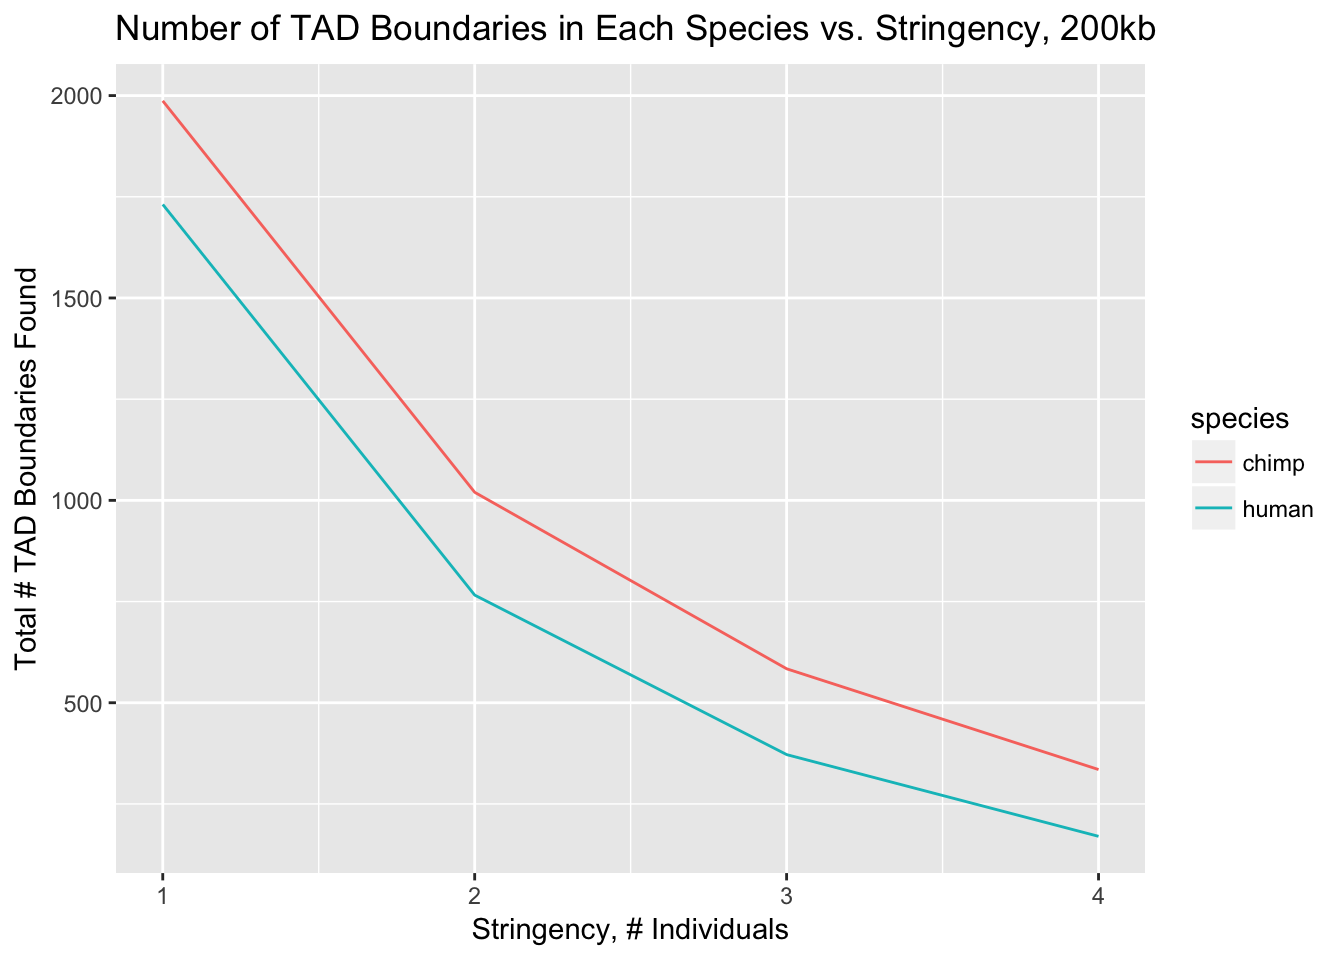 Number of TAD Boundaries in Each Species vs. Stringency, 200kb
Total # TAD Boundaries Found
2000
1500
1000
500
1
2
3
4
Stringency, # Individuals
species
chimp
human